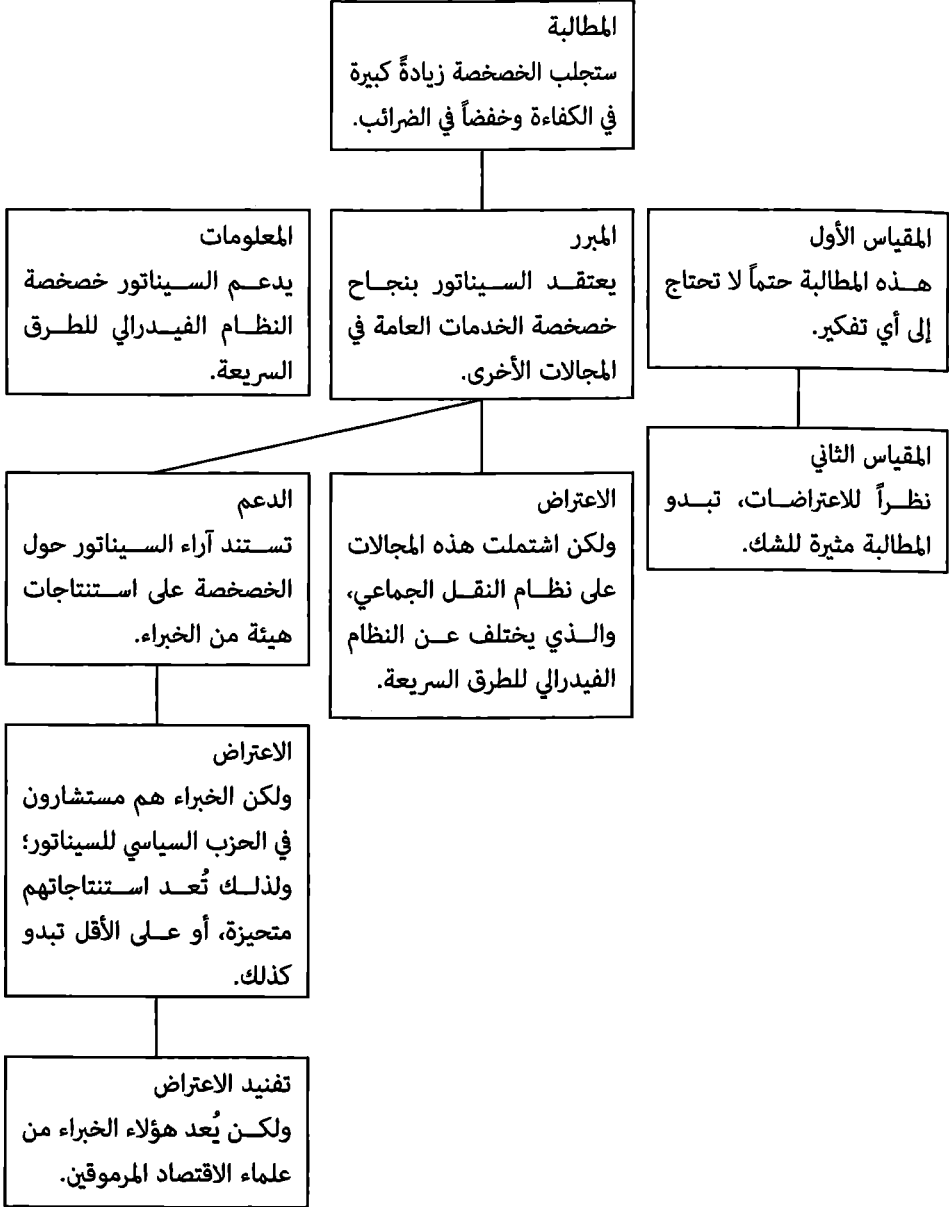 المطالبة
ستجلب الخصخصة زيادةً كبيرة
في الكفاءة وخفضاً في الضرائب.
المقياس الأول
هذه المطالبة حتماً لا تحتاج
إلى أي تفكير.
المبرر
يعتقد السيناتور بنجاح
خصخصة الخدمات العامة في
المجالات الأخرى.
المعلومات
يدعم السيناتور خصخصة
النظام الفيدرالي للطرق
السريعة.
المقياس الثاني
نظراً للاعتراضات، تبدو
المطالبة مثيرة للشك.
الاعتراض
ولكن اشتملت هذه المجالات
على نظام النقل الجماعي،
والذي يختلف عن النظام
الفيدرالي للطرق السريعة.
الدعم
تستند آراء السيناتور حول
الخصخصة على استنتاجات
هيئة من الخبراء.
الاعتراض
ولكن الخبراء هم مستشارون
في الحزب السياسي للسيناتور؛
ولذلك تُعد استنتاجاتهم
متحيزة، أو على الأقل تبدو
كذلك.
تفنيد الاعتراض
ولكن يُعد هؤلاء الخبراء من
علماء الاقتصاد المرموقين.